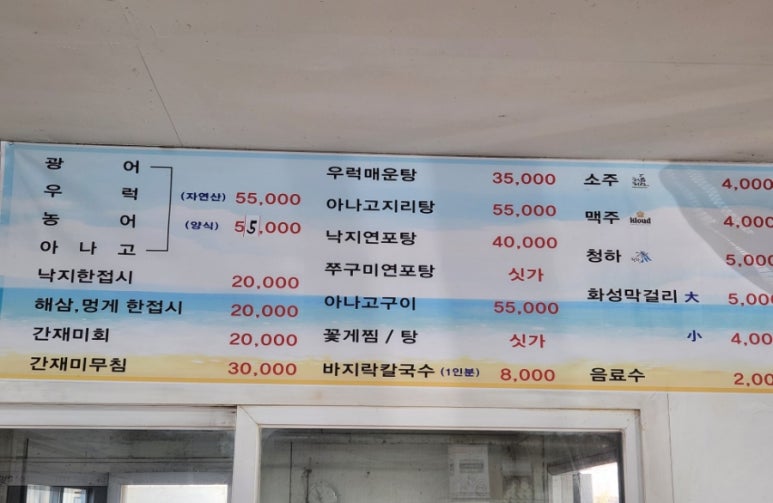 광 어
우 럭 (자연산) 55,000
농 어 (양식) 55,000
아 나 고
낙지한접시 20,000
해삼,멍게 한접시 20,000
간재미회 20,000
간재미무침 30,000
우럭매운탕 35,000
아나고지리탕 55,000
낙지연포탕 40,000
쭈구미연포탕 싯가
아나고구이 55,000
꽃게찜 / 탕 싯가
바지락칼국수 (1인분) 8,000
소주 4,000
맥주 Kloud 4,000
청하 5,000
화성막걸리 大 5,000
小 4,00
음료수 2,00